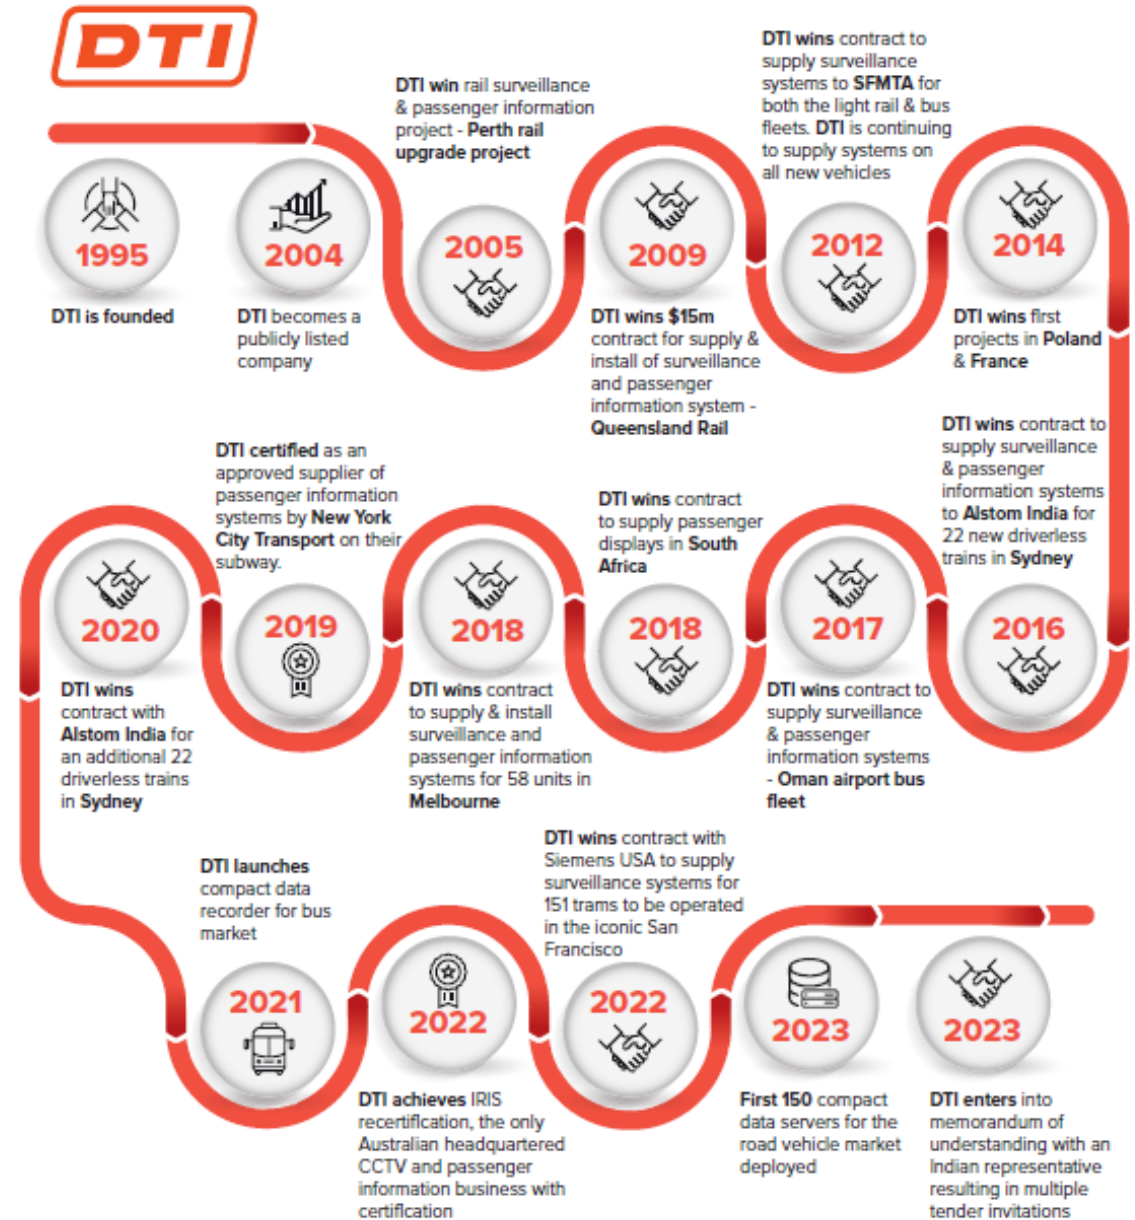 DTI
1995
DTI is founded
2004
DTI becomes a
publicly listed
company
DTI win rail surveillance
& passenger information
project - Perth rail
upgrade project
2005
2009
DTI wins $15m
contract for supply &
install of surveillance
and passenger
information system -
Queensland Rail
DTI wins contract to
supply surveillance
systems to SFMTA for
both the light rail & bus
fleets. DTI is continuing
to supply systems on
all new vehicles
2012
2014
DTI wins first
projects in Poland
& France
DTI wins contract to
supply surveillance
& passenger
information systems
to Alstom India for
22 new driverless
trains in Sydney
2016
2017
DTI wins contract to
supply surveillance
& passenger
information systems
- Oman airport bus
fleet
DTI wins contract
to supply passenger
displays in South
Africa
2018
2018
DTI wins contract
to supply & install
surveillance and
passenger information
systems for 58 units in
Melbourne
DTI certified as an
approved supplier of
passenger information
systems by New York
City Transport on their
subway.
2019
2020
DTI wins
contract with
Alstom India for
an additional 22
driverless trains
in Sydney
DTI launches
compact data
recorder for bus
market
2021
2022
DTI achieves IRIS
recertification, the only
Australian headquartered
CCTV and passenger
information business with
certification
DTI wins contract with
Siemens USA to supply
surveillance systems for
151 trams to be operated
in the iconic San
Francisco
2022
2023
First 150 compact
data servers for the
road vehicle market
deployed
2023
DTI enters into
memorandum of
understanding with an
Indian representative
resulting in multiple
tender invitations